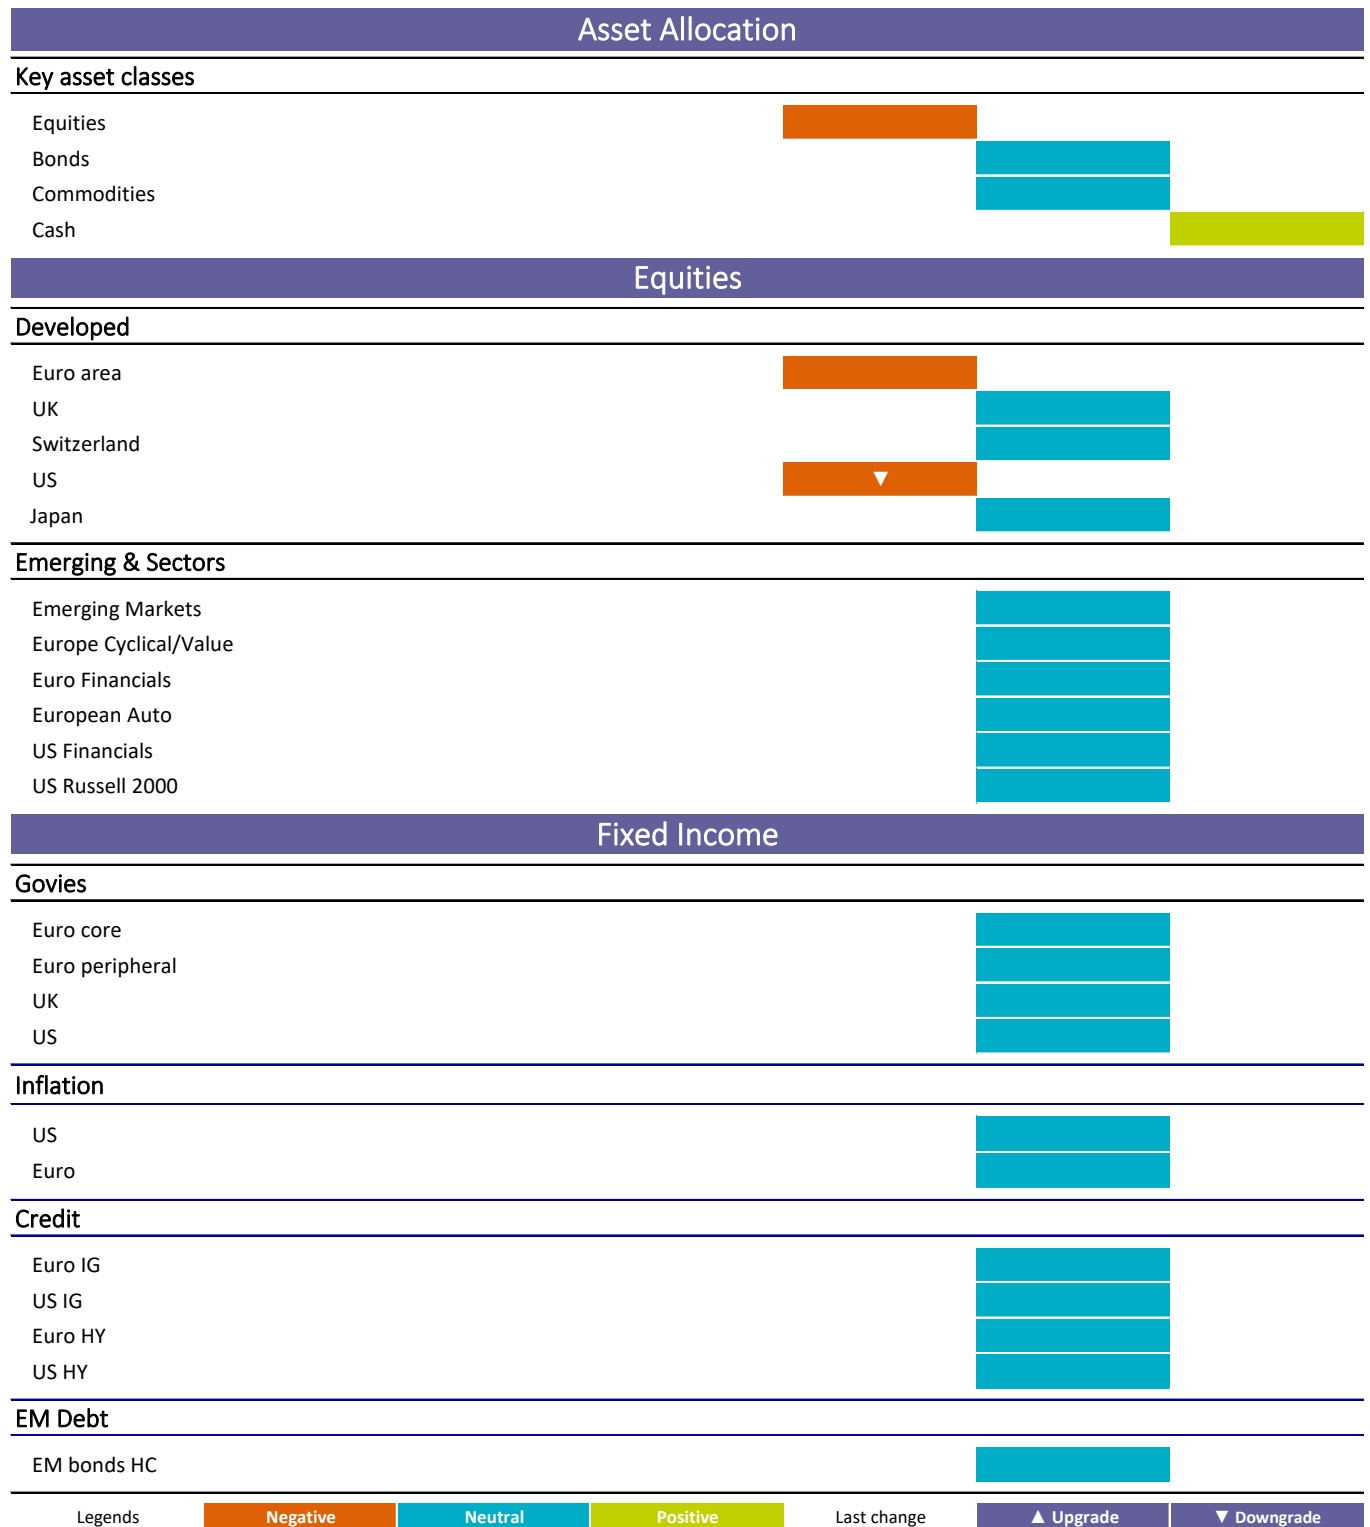 Asset Allocation
Key asset classes
Equities
Bonds
Commodities
Cash
Equities
Developed
Euro area
UK
Switzerland
US ▼
Japan
Emerging & Sectors
Emerging Markets
Europe Cyclical/Value
Euro Financials
European Auto
US Financials
US Russell 2000
Fixed Income
Govies
Euro core
Euro peripheral
UK
US
Inflation
US
Euro
Credit
Euro IG
US IG
Euro HY
US HY
EM Debt
EM bonds HC
Legends Negative Neutral Positive Last change ▲ Upgrade ▼ Downgrade